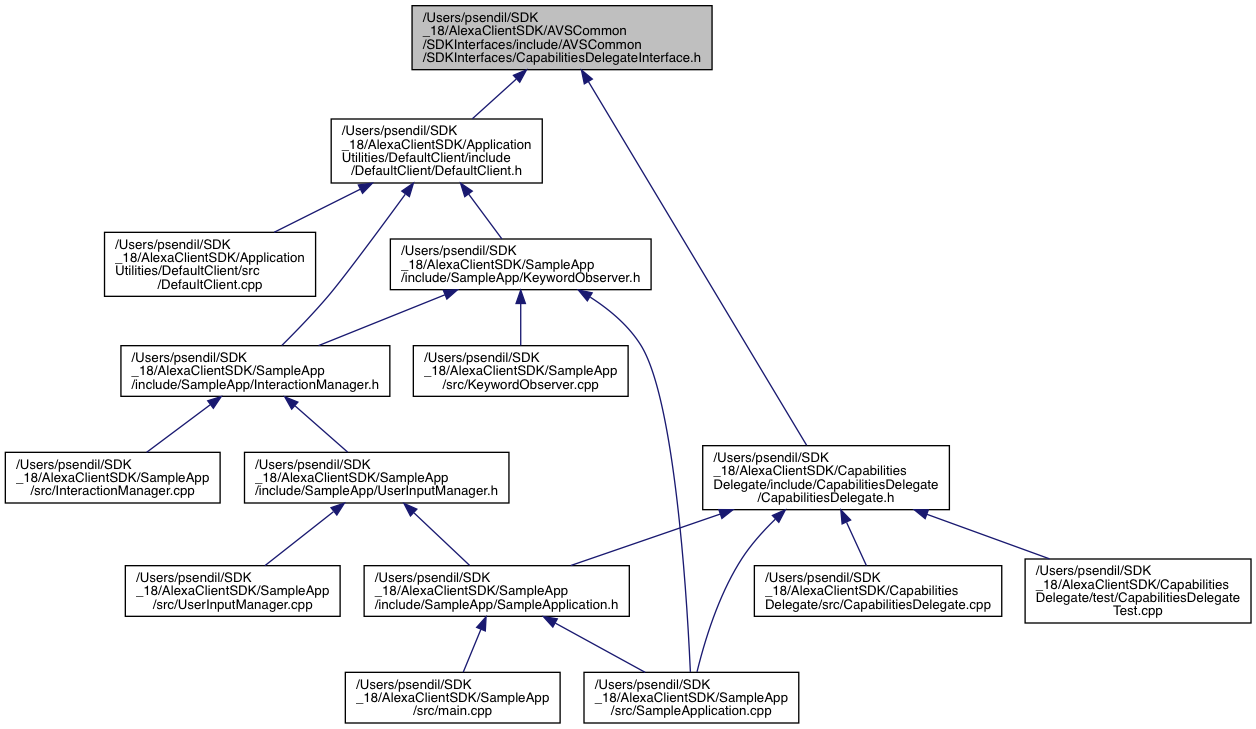 /Users/psendil/SDK
_18/AlexaClientSDK/AVSCommon
/SDKInterfaces/include/AVSCommon
/SDKInterfaces/CapabilitiesDelegateInterface.h
/Users/psendil/SDK
_18/AlexaClientSDK/Application
Utilities/DefaultClient/include
/DefaultClient/DefaultClient.h
/Users/psendil/SDK
_18/AlexaClientSDK/Application
Utilities/DefaultClient/src
/DefaultClient.cpp
/Users/psendil/SDK
_18/AlexaClientSDK/SampleApp
/include/SampleApp/KeywordObserver.h
/Users/psendil/SDK
_18/AlexaClientSDK/SampleApp
/include/SampleApp/InteractionManager.h
/Users/psendil/SDK
_18/AlexaClientSDK/SampleApp
/src/KeywordObserver.cpp
/Users/psendil/SDK
_18/AlexaClientSDK/SampleApp
/src/InteractionManager.cpp
/Users/psendil/SDK
_18/AlexaClientSDK/SampleApp
/include/SampleApp/UserInputManager.h
/Users/psendil/SDK
_18/AlexaClientSDK/Capabilities
Delegate/include/CapabilitiesDelegate
/CapabilitiesDelegate.h
/Users/psendil/SDK
_18/AlexaClientSDK/SampleApp
/src/UserInputManager.cpp
/Users/psendil/SDK
_18/AlexaClientSDK/SampleApp
/include/SampleApp/SampleApplication.h
/Users/psendil/SDK
_18/AlexaClientSDK/Capabilities
Delegate/src/CapabilitiesDelegate.cpp
/Users/psendil/SDK
_18/AlexaClientSDK/Capabilities
Delegate/test/CapabilitiesDelegate
Test.cpp
/Users/psendil/SDK
_18/AlexaClientSDK/SampleApp
/src/main.cpp
/Users/psendil/SDK
_18/AlexaClientSDK/SampleApp
/src/SampleApplication.cpp